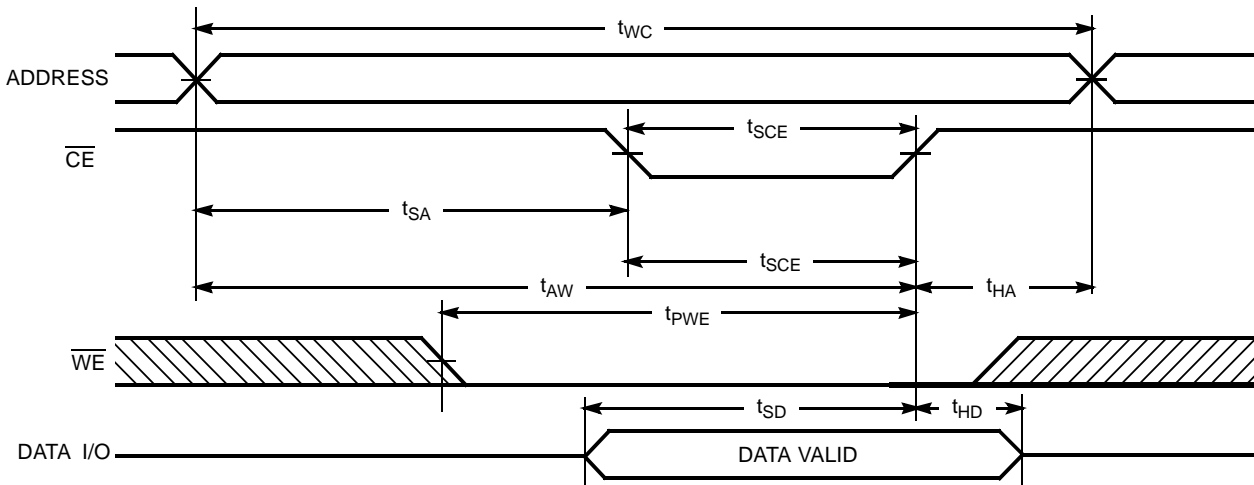 tWC
ADDRESS
tSCE
CE
tSA
tSCE
tAW
tHA
tPWE
WE
tSD
tHD
DATA I/O
DATA VALID